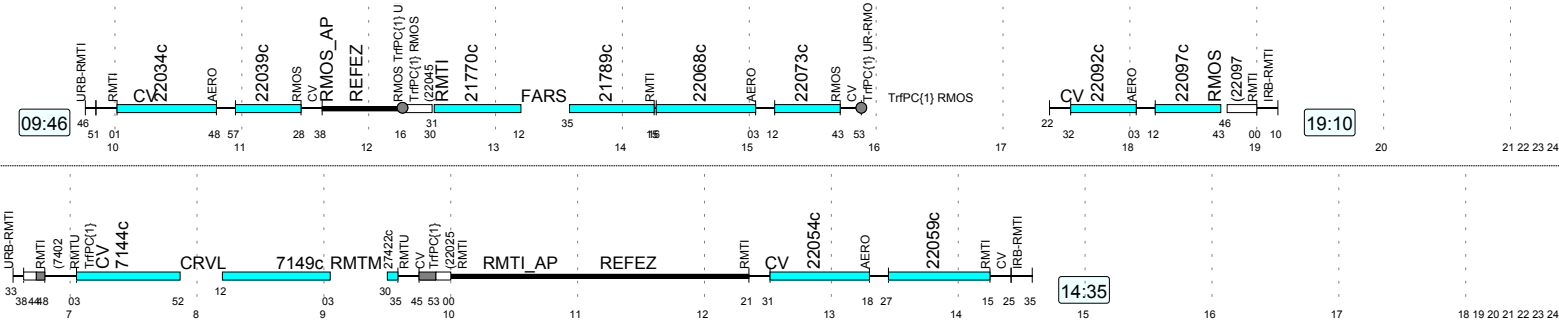 URB-RMTI
RMTI
CV
22034c
AERO
22039c
RMOS
CV
RMOS_AP
REFEZ
RMOS TrfPC{1} U
TrfPC{1} RMOS
(22045
RMTI
21770c
FARS
21789c
RMTI
22068c
AERO
22073c
RMOS
CV
TrfPC{1} UR-RMO
TrfPC{1} RMOS
CV
22092c
AERO
22097c
RMOS
(22097
RMTI
IRB-RMTI
09:46
19:10
46 51 01 48 57 28 38 16 30 31 12 35 16 03 12 43 53 22 32 03 12 43 46 00 10
10 11 12 13 14 15 16 17 18 19 20 21 22 23 24
URB-RMTI
RMTI
(7402
RMTU
TrfPC{1}
CV
7144c
CRVL
7149c
RMTM
27422c
RMTU
CV
TrfPC{1}
(22025
RMTI
RMTI_AP
REFEZ
RMTI
CV
22054c
AERO
22059c
RMTI
CV
IRB-RMTI
14:35
33 38 44 48 03 52 12 03 30 35 45 53 00 21 31 18 27 15 25 35
7 8 9 10 11 12 13 14 15 16 17 18 19 20 21 22 23 24